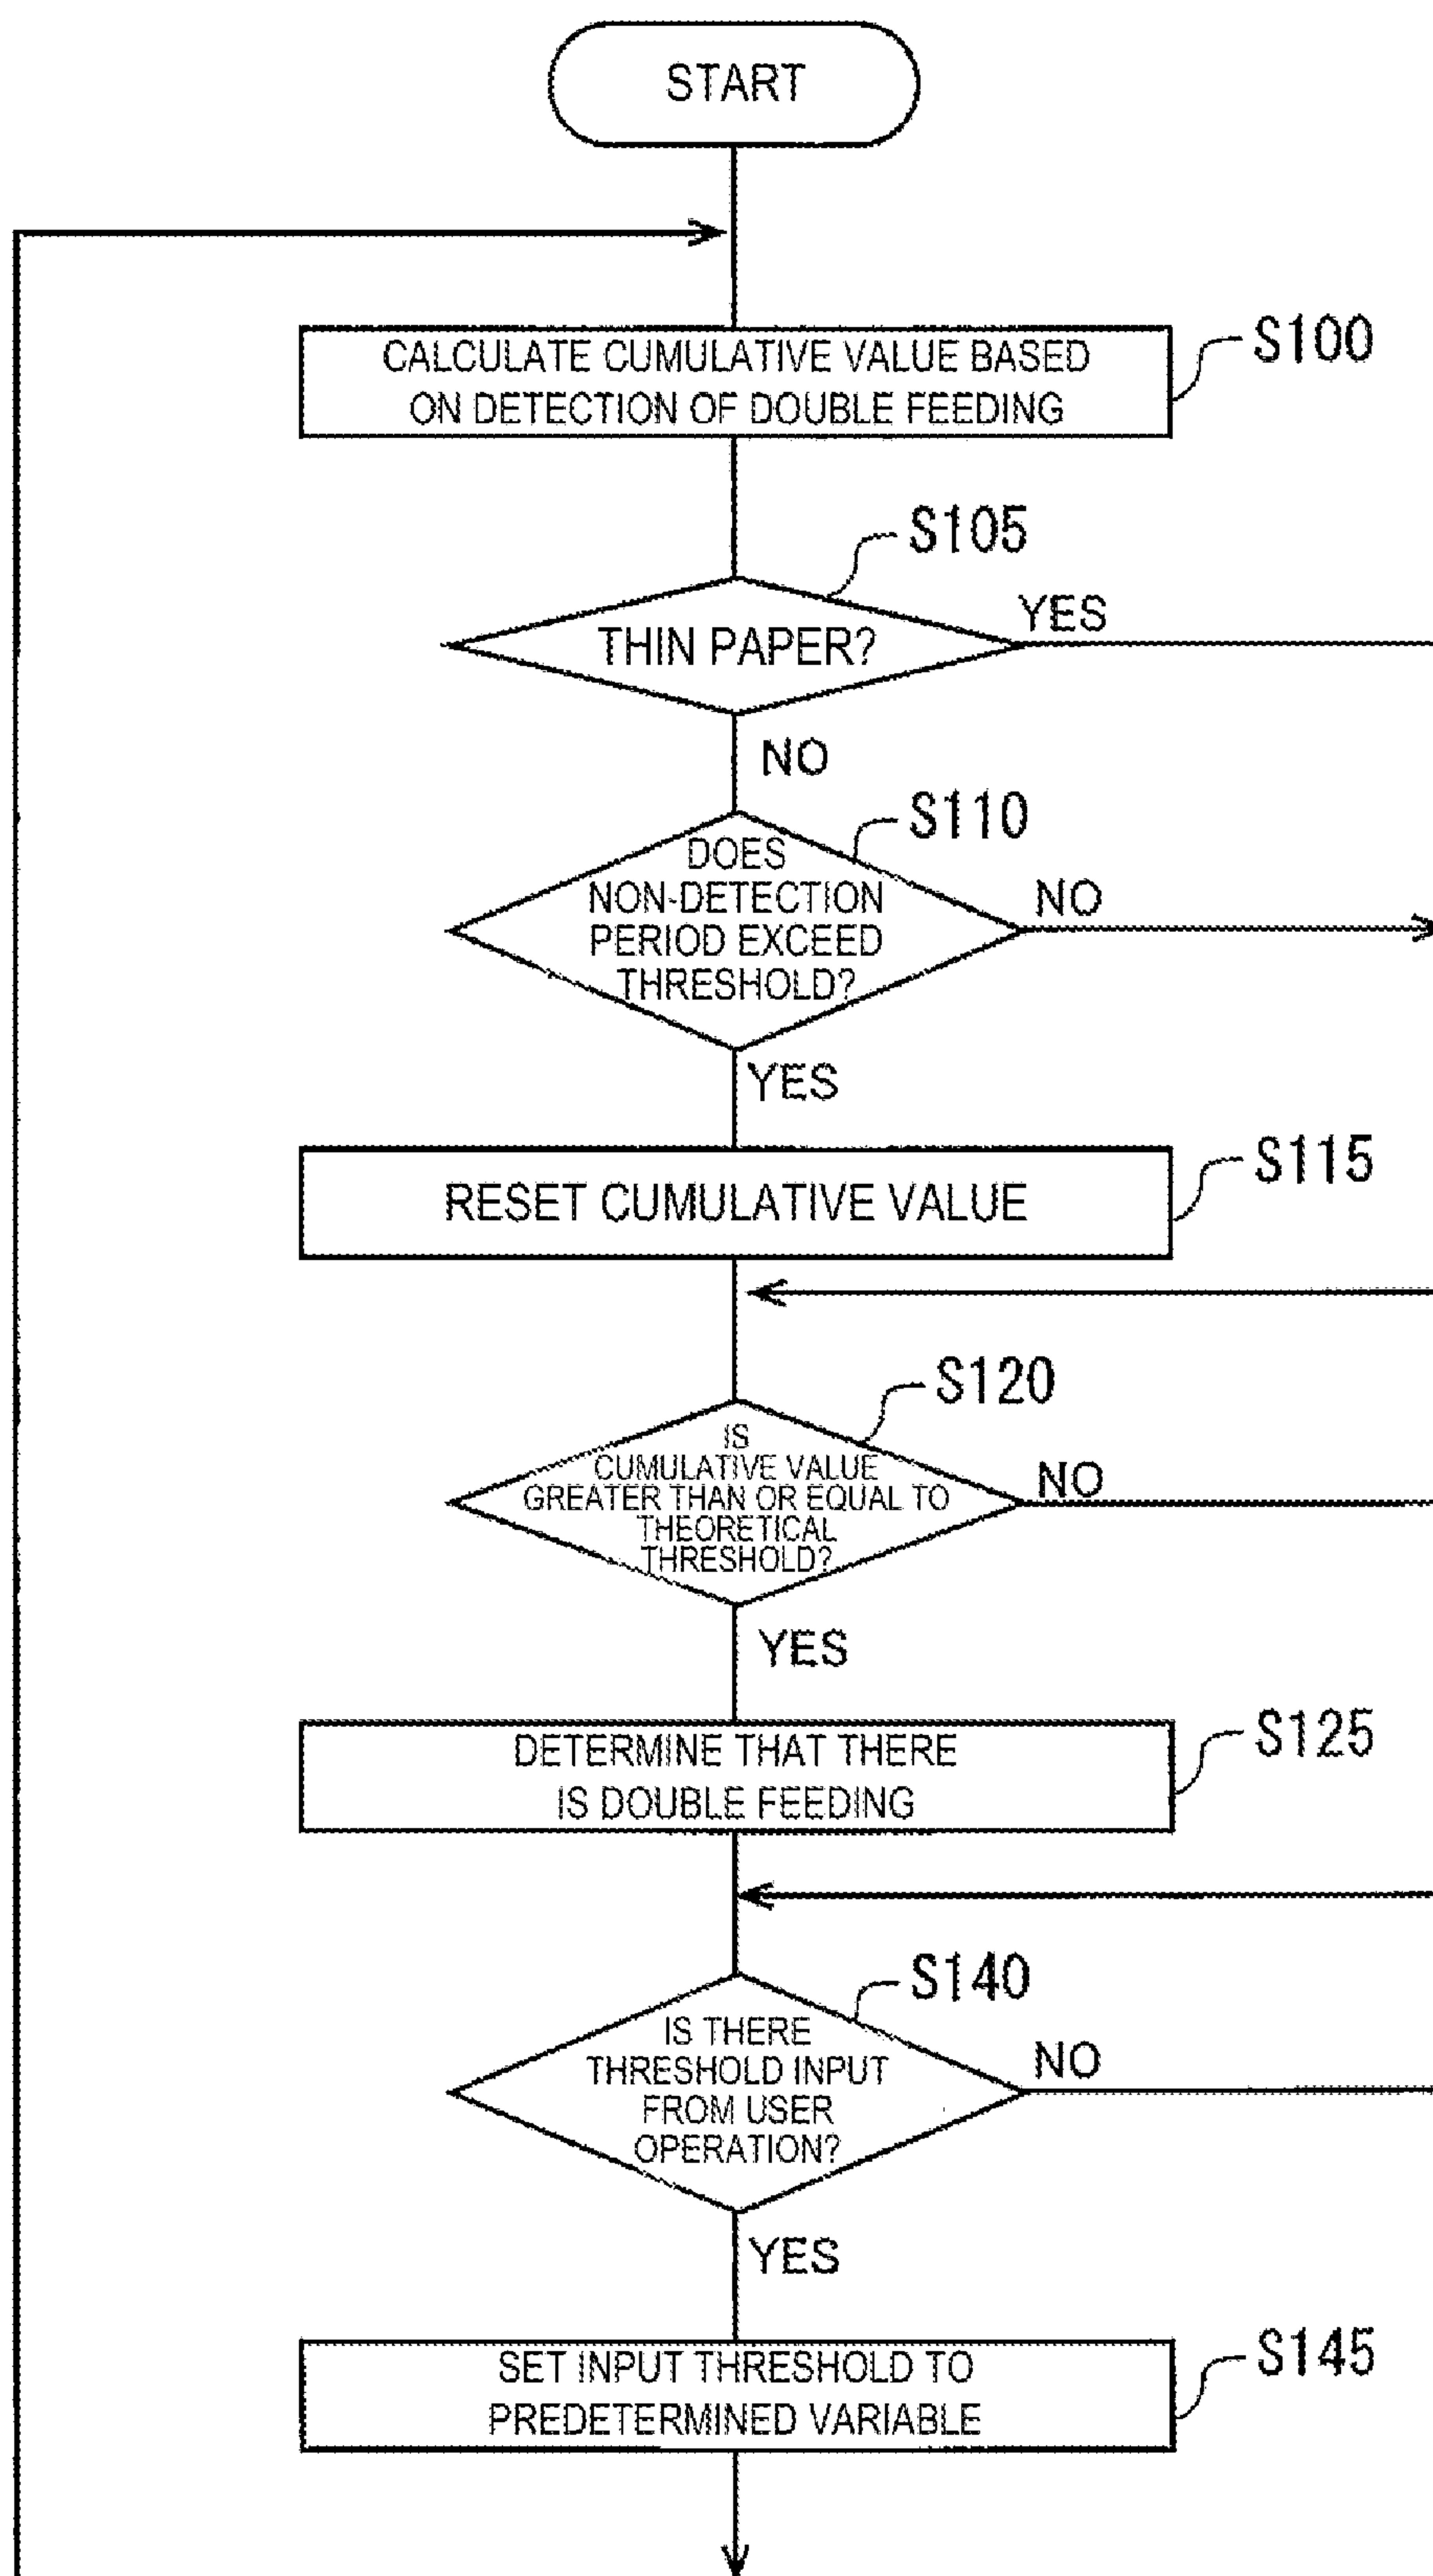 START
CALCULATE CUMULATIVE VALUE BASED
ON DETECTION OF DOUBLE FEEDING
S100
S105
THIN PAPER?
YES
NO
S110
DOES
NON-DETECTION
PERIOD EXCEED
THRESHOLD?
NO
YES
RESET CUMULATIVE VALUE
S115
S120
IS
CUMULATIVE VALUE
GREATER THAN OR EQUAL TO
THEORETICAL
THRESHOLD?
NO
YES
DETERMINE THAT THERE
IS DOUBLE FEEDING
S125
S140
IS THERE
THRESHOLD INPUT
FROM USER
OPERATION?
NO
YES
SET INPUT THRESHOLD TO
PREDETERMINED VARIABLE
S145